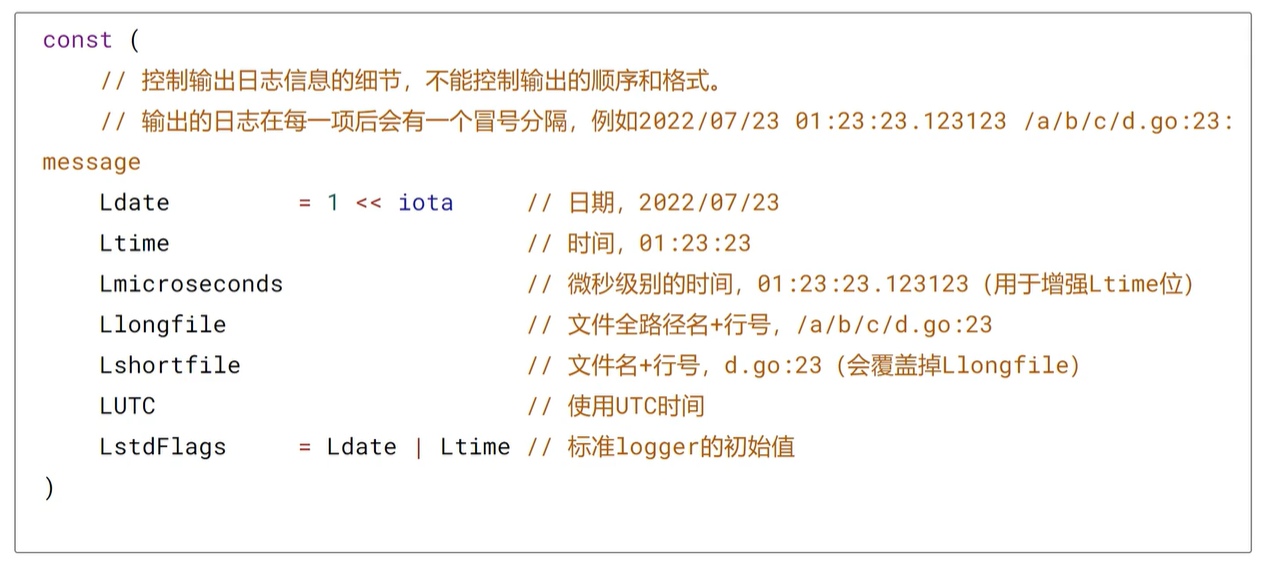 const (
// 控制输出日志信息的细节，不能控制输出的顺序和格式。
// 输出的日志在每一项后会有一个冒号分隔，例如2022/07/23 01:23:23.123123 /a/b/c/d.go:23:
message
Ldate = 1 << iota // 日期，2022/07/23
Ltime // 时间，01:23:23
Lmicroseconds // 微秒级别的时间，01:23:23.123123（用于增强Ltime位）
Llongfile // 文件全路径名+行号，/a/b/c/d.go:23
Lshortfile // 文件名+行号，d.go:23（会覆盖掉Llongfile）
LUTC // 使用UTC时间
LstdFlags = Ldate | Ltime // 标准logger的初始值
)